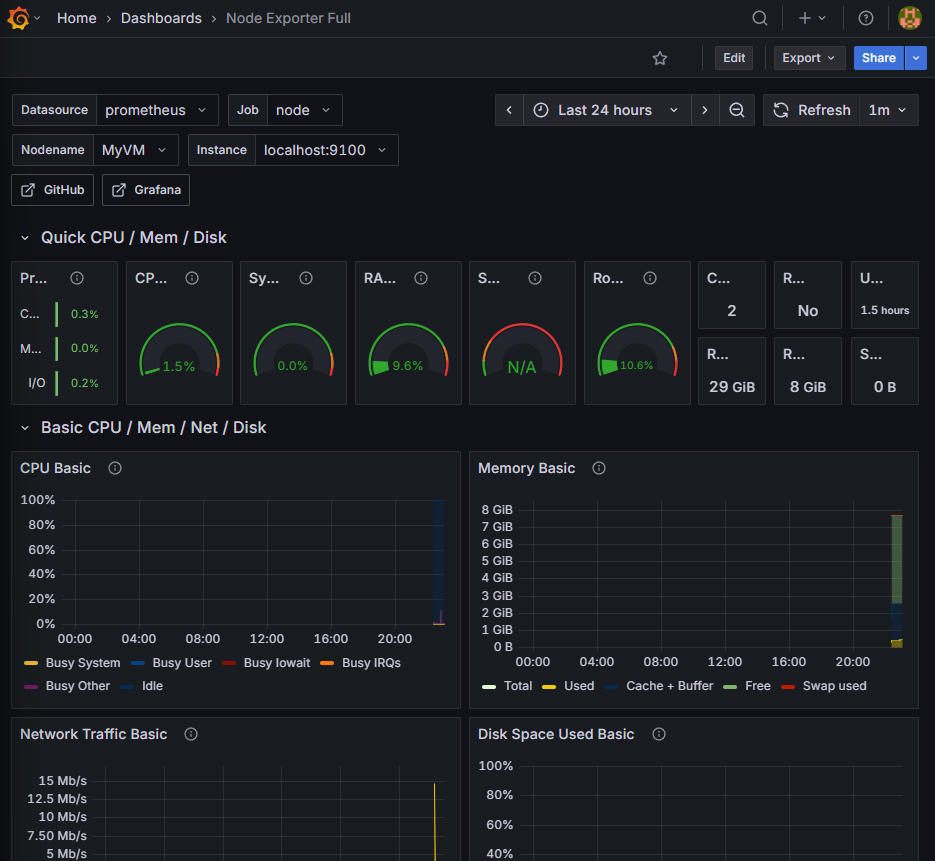 Home › Dashboards › Node Exporter Full
Edit Export Share
Datasource prometheus Job node Last 24 hours Refresh 1m
Nodename MyVM Instance localhost:9100
GitHub Grafana
Quick CPU / Mem / Disk
Pr... CP... Sy... RA... S... Ro... C... R... U...
C... 0.3%
M... 0.0%
I/O 0.2%
1.5% 0.0% 9.6% N/A 10.6%
2 No 1.5 hours
R... R... S...
29 GiB 8 GiB 0 B
Basic CPU / Mem / Net / Disk
CPU Basic
100%
80%
60%
40%
20%
0%
00:00 04:00 08:00 12:00 16:00 20:00
Busy System Busy User Busy Iowait Busy IRQs
Busy Other Idle
Memory Basic
8 GiB
7 GiB
6 GiB
5 GiB
4 GiB
3 GiB
2 GiB
1 GiB
0 B
00:00 04:00 08:00 12:00 16:00 20:00
Total Used Cache + Buffer Free Swap used
Network Traffic Basic
15 Mb/s
12.5 Mb/s
10 Mb/s
7.50 Mb/s
5 Mb/s
Disk Space Used Basic
100%
80%
60%
40%